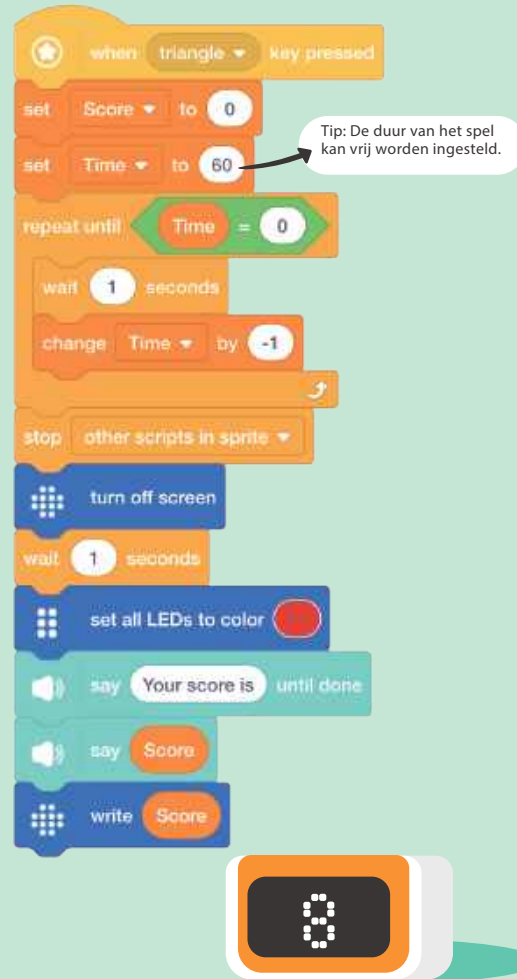 when triangle key pressed
set Score to 0
set Time to 60
Tip: De duur van het spel
kan vrij worden ingesteld.
repeat until Time = 0
wait 1 seconds
change Time by -1
stop other scripts in sprite
turn off screen
wait 1 seconds
set all LEDs to color
say Your score is until done
say Score
write Score
8